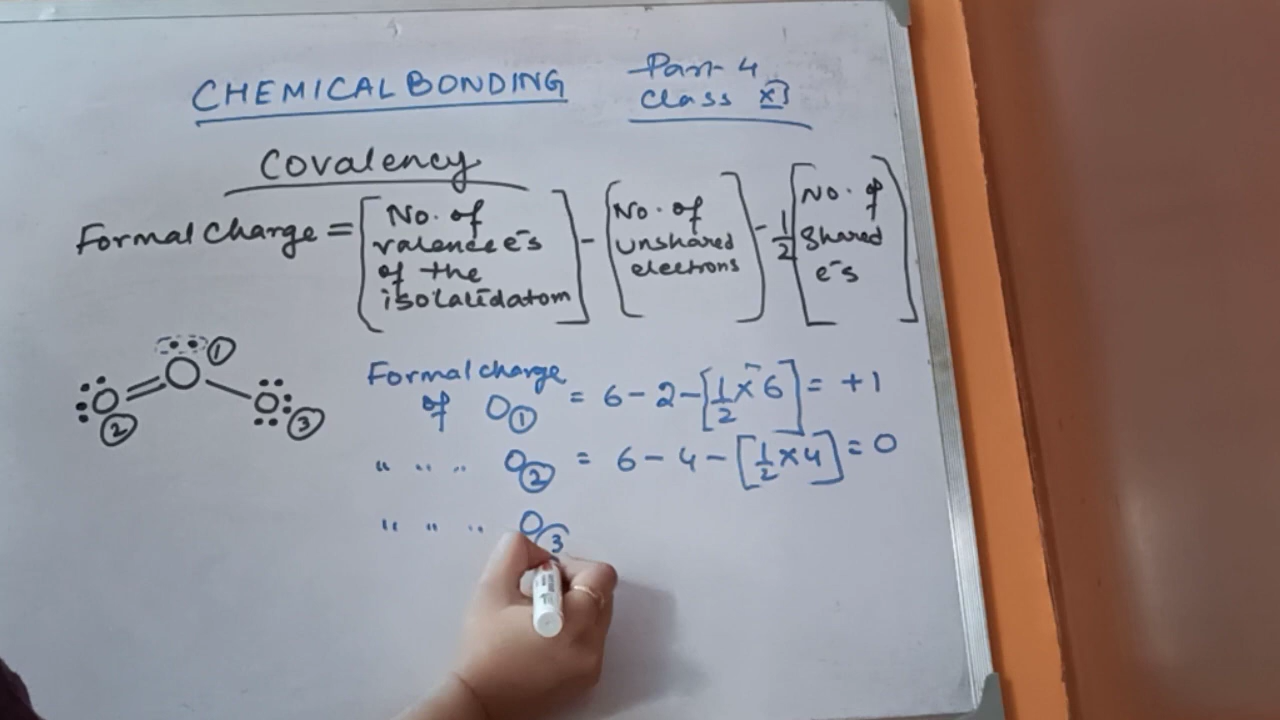 CHEMICAL BONDING
Part 4
Class XI
Covalency
Formal Charge = [No. of valence e⁻s of the isolated atom] - [No. of unshared electrons] - 1/2 [No. of shared e⁻s]
O ①
O ②
O ③
Formal charge of O① = 6 - 2 - [1/2 × 6] = +1
" " " O② = 6 - 4 - [1/2 × 4] = 0
" " " O③